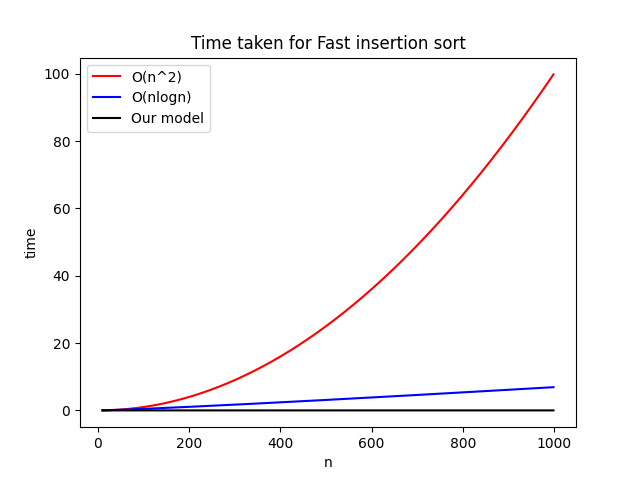 Time taken for Fast insertion sort
O(n^2)
O(nlogn)
Our model
100
80
60
40
20
0
time
0 200 400 600 800 1000
n